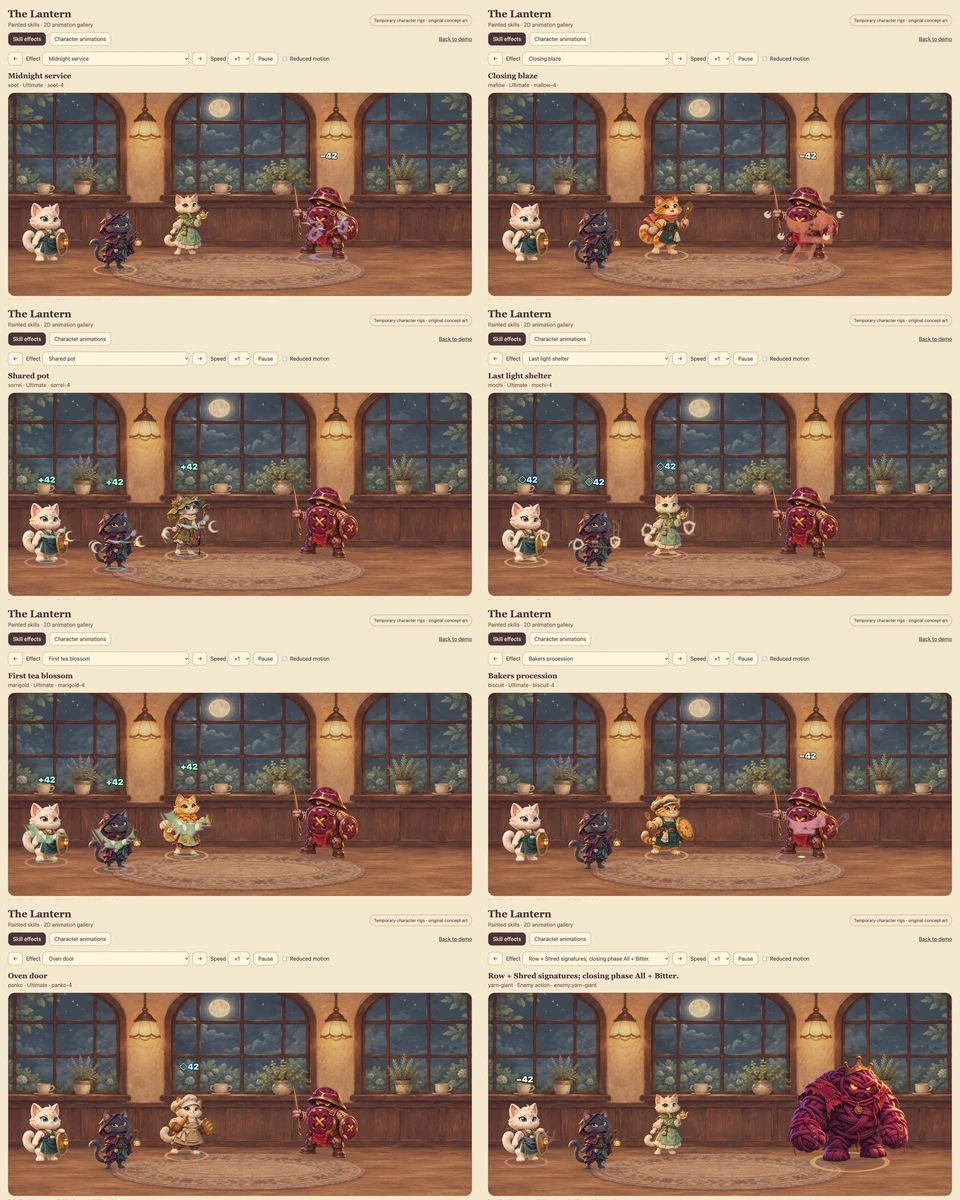 The Lantern
Painted skills · 2D animation gallery
Temporary character rigs · original concept art
Skill effects Character animations
Back to demo
← Effect Midnight service → Speed ×1 Pause Reduced motion
Midnight service
soot · Ultimate · soot-4
−42
The Lantern
Painted skills · 2D animation gallery
Temporary character rigs · original concept art
Skill effects Character animations
Back to demo
← Effect Closing blaze → Speed ×1 Pause Reduced motion
Closing blaze
mallow · Ultimate · mallow-4
−42
The Lantern
Painted skills · 2D animation gallery
Temporary character rigs · original concept art
Skill effects Character animations
Back to demo
← Effect Shared pot → Speed ×1 Pause Reduced motion
Shared pot
sorrel · Ultimate · sorrel-4
+42
+42
+42
The Lantern
Painted skills · 2D animation gallery
Temporary character rigs · original concept art
Skill effects Character animations
Back to demo
← Effect Last light shelter → Speed ×1 Pause Reduced motion
Last light shelter
mochi · Ultimate · mochi-4
◇42
◇42
◇42
The Lantern
Painted skills · 2D animation gallery
Temporary character rigs · original concept art
Skill effects Character animations
Back to demo
← Effect First tea blossom → Speed ×1 Pause Reduced motion
First tea blossom
marigold · Ultimate · marigold-4
+42
+42
+42
The Lantern
Painted skills · 2D animation gallery
Temporary character rigs · original concept art
Skill effects Character animations
Back to demo
← Effect Bakers procession → Speed ×1 Pause Reduced motion
Bakers procession
biscuit · Ultimate · biscuit-4
−42
The Lantern
Painted skills · 2D animation gallery
Temporary character rigs · original concept art
Skill effects Character animations
Back to demo
← Effect Oven door → Speed ×1 Pause Reduced motion
Oven door
panko · Ultimate · panko-4
◇42
The Lantern
Painted skills · 2D animation gallery
Temporary character rigs · original concept art
Skill effects Character animations
Back to demo
← Effect Row + Shred signatures; closing phase All + Bitter. → Speed ×1 Pause Reduced motion
Row + Shred signatures; closing phase All + Bitter.
yarn-giant · Enemy action · enemy:yarn-giant
−42